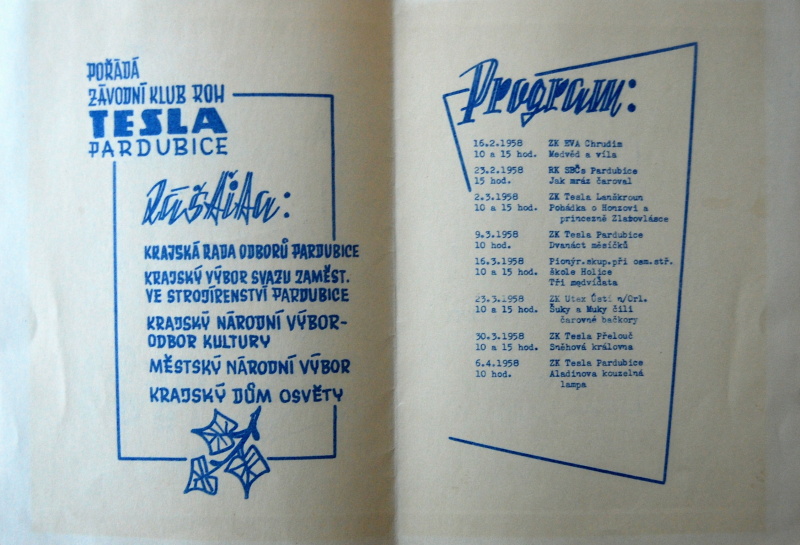 POŘÁDÁ
ZÁVODNÍ KLUB ROH
TESLA
PARDUBICE
Záštita:
KRAJSKÁ RADA ODBORŮ PARDUBICE
KRAJSKÝ VÝBOR SVAZU ZAMĚST.
VE STROJÍRENSTVÍ PARDUBICE
KRAJSKÝ NÁRODNÍ VÝBOR-
ODBOR KULTURY
MĚSTSKÝ NÁRODNÍ VÝBOR
KRAJSKÝ DŮM OSVĚTY
Program:
16.2.1958 ZK EVA Chrudim
10 a 15 hod. Medvěd a víla
23.2.1958 RK SBČs Pardubice
15 hod. Jak mráz čaroval
2.3.1958 ZK Tesla Lanškroun
10 a 15 hod. Pohádka o Honzovi a
princezně Zlatovlásce
9.3.1958 ZK Tesla Pardubice
10 hod. Dvanáct měsíčků
16.3.1958 Pionýr.skup.při osm.stř.
10 a 15 hod. škole Holice
Tři medvíďata
23.3.1958 ZK Utex Ústí n/Orl.
10 a 15 hod. Šuky a Muky čili
čarovné bačkory
30.3.1958 ZK Tesla Přelouč
10 a 15 hod. Sněhová královna
6.4.1958 ZK Tesla Pardubice
10 hod. Aladinova kouzelná
lampa